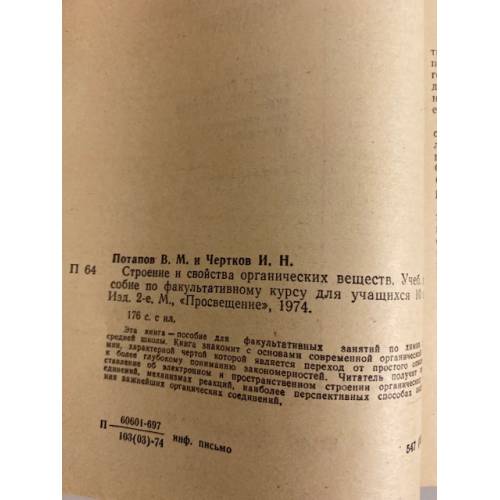 Потапов В. М. и Чертков И. Н.
П 64
Строение и свойства органических веществ. Учеб.
собие по факультативному курсу для учащихся 10
Изд. 2-е. М., «Просвещение», 1974.
176 с. с ил.
Эта книга — пособие для факультативных занятий по химии
средней школы. Книга знакомит с основами современной органической
мии, характерной чертой которой является переход от простого
к более глубокому пониманию закономерностей. Читатель получит
ставление об электронном и пространственном строении органических
единений, механизмах реакций, наиболее перспективных способах
ия важнейших органических соединений.
60601-697
П
103(03)-74
инф. письмо
547